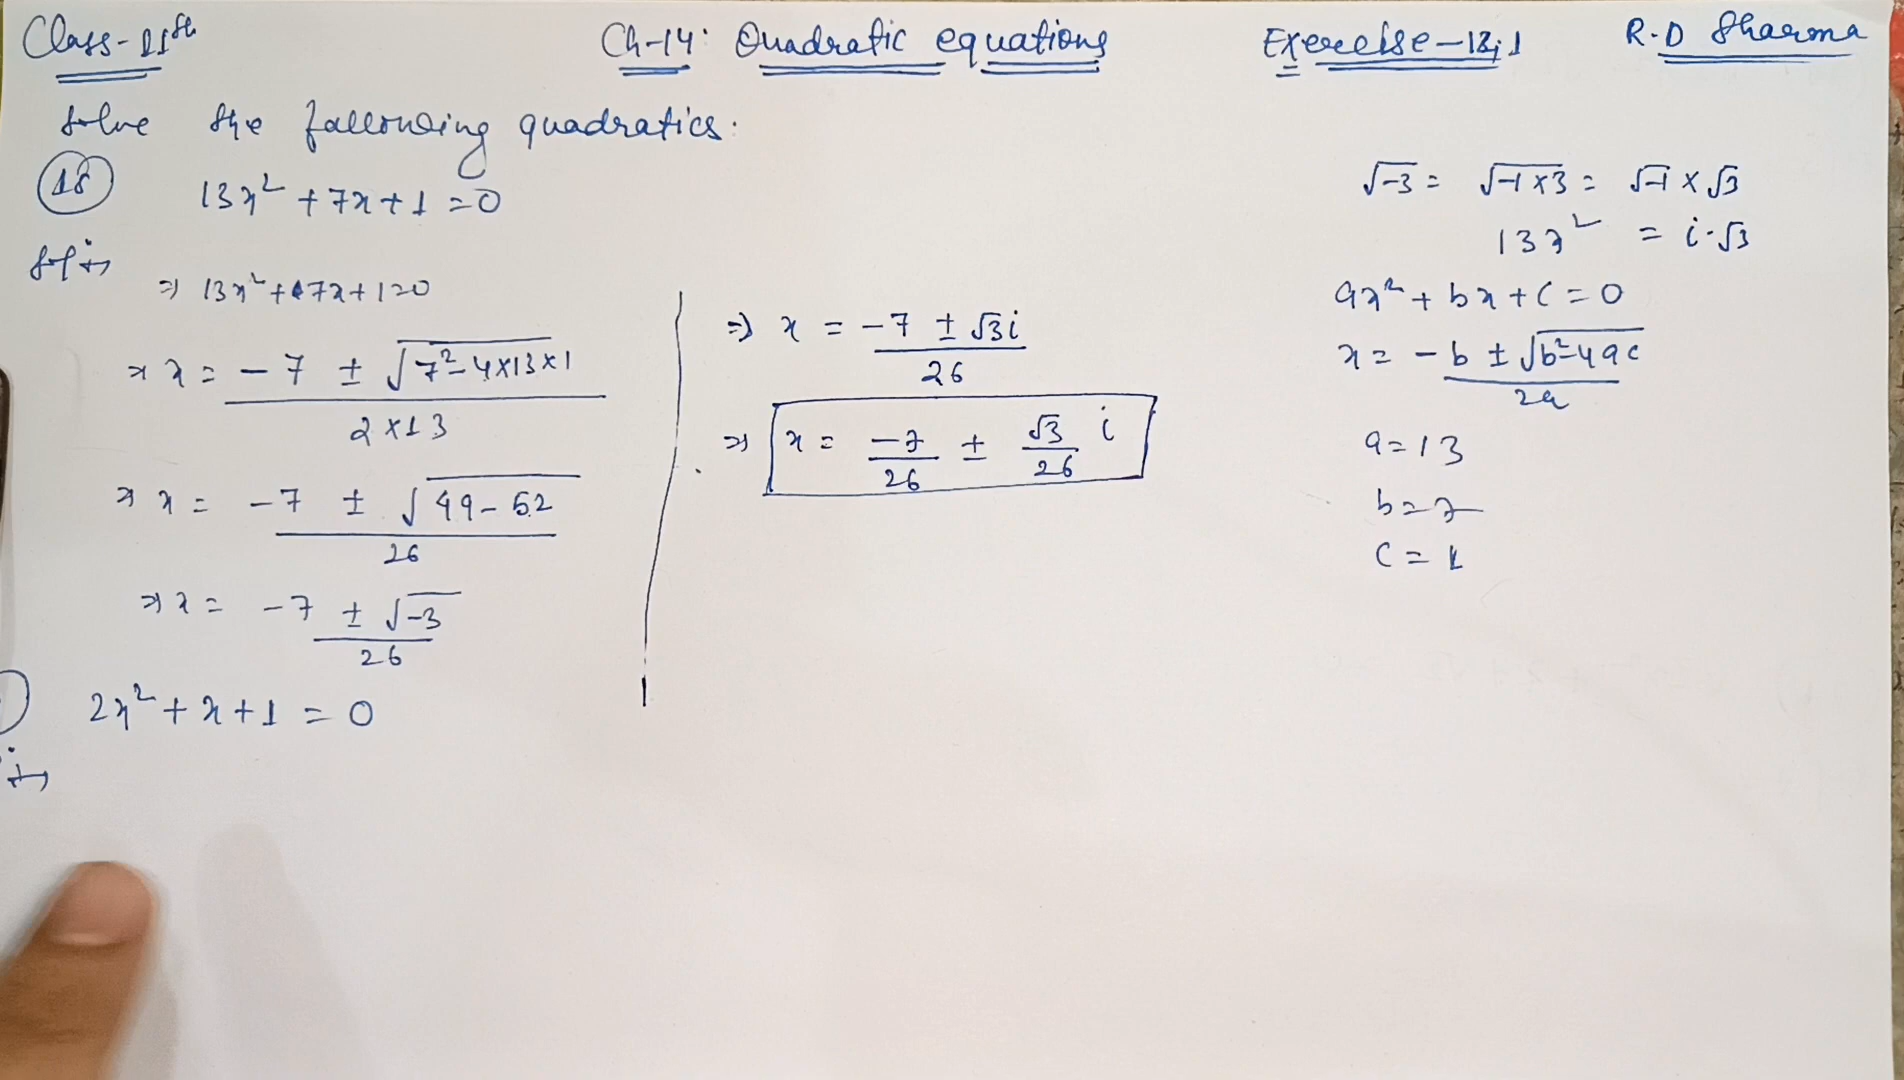 Class-11th Ch-14: Quadratic equations Exercise-13.1 R.D Sharma
Solve the following quadratics:
(18) 13x² + 7x + 1 = 0
Solⁿ
⇒ 13x² + 7x + 1 = 0
⇒ x = (-7 ± √(7² - 4×13×1)) / (2×13)
⇒ x = (-7 ± √(49 - 52)) / 26
⇒ x = (-7 ± √-3) / 26
2x² + x + 1 = 0
⇒ x = (-7 ± √3i) / 26
⇒ x = -7/26 ± √3/26 i
√-3 = √-1×3 = √-1 × √3
13x² = i·√3
ax² + bx + c = 0
x = (-b ± √(b² - 4ac)) / 2a
a = 13
b = 7
c = 1